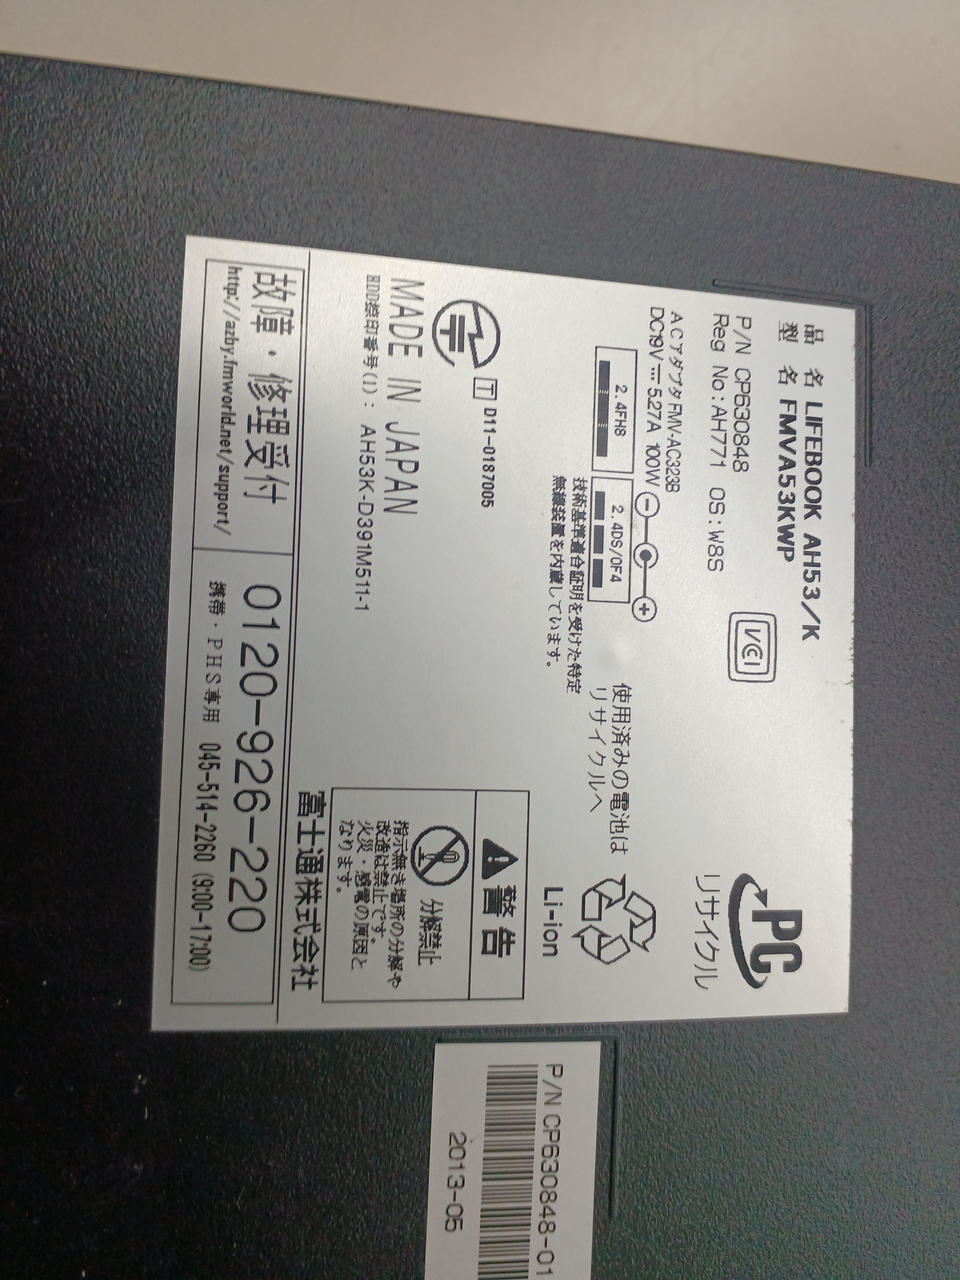 品 名 LIFEBOOK AH53/K
型 名 FMVA53KWP
P/N CP630848
Reg No:AH771 OS:W8S
VCI
PC
リサイクル
ACアダプタ FMV-AC323B
DC19V 5.27A 100W
2.4FH8
2.4DS/OF4
技術基準適合証明を受けた特定
無線装置を内蔵しています。
使用済みの電池は
リサイクルへ
Li-ion
T D11-0187005
MADE IN JAPAN
HDD捺印番号(1): AH53K-D391M511-1
警告
分解禁止
指示無き場所の分解や
改造は禁止です。
火災・感電の原因と
なります。
富士通株式会社
故障・修理受付
http://azby.fmworld.net/support/
0120-926-220
携帯・PHS専用 045-514-2260 (9:00-17:00)
P/N CP630848-01
2013-05